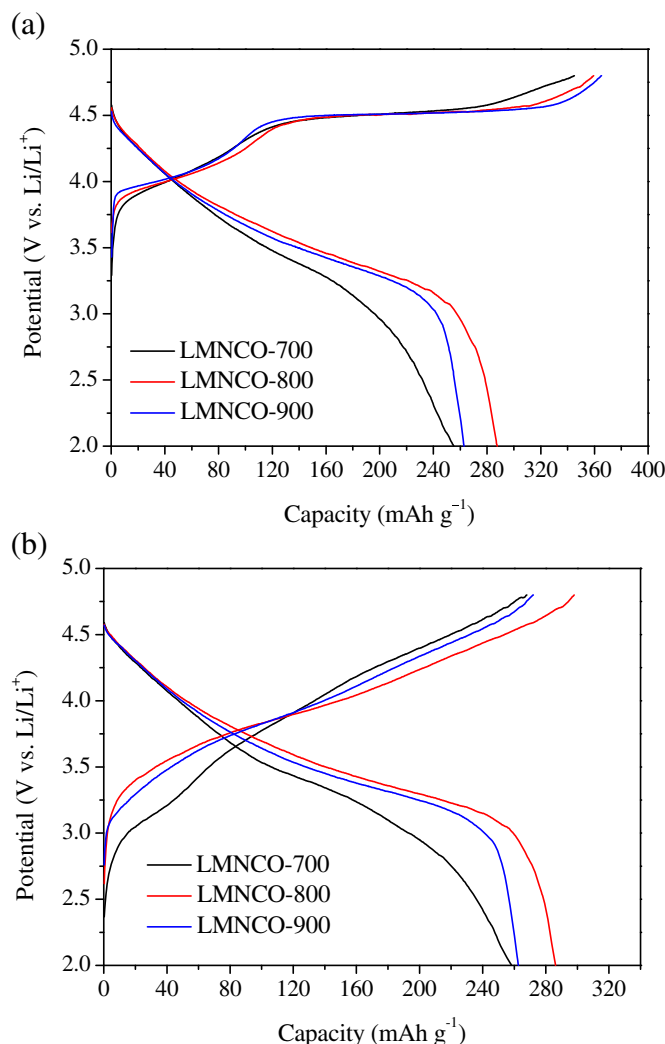 (a)
5.0
4.5
4.0
3.5
3.0
2.5
2.0
Potential (V vs. Li/Li⁺)
LMNCO-700
LMNCO-800
LMNCO-900
0 40 80 120 160 200 240 280 320 360 400
Capacity (mAh g⁻¹)
(b)
5.0
4.5
4.0
3.5
3.0
2.5
2.0
Potential (V vs. Li/Li⁺)
LMNCO-700
LMNCO-800
LMNCO-900
0 40 80 120 160 200 240 280 320
Capacity (mAh g⁻¹)